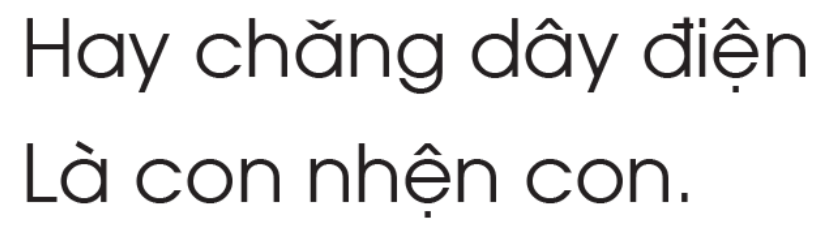 Hay chăng dây điện
Là con nhện con.